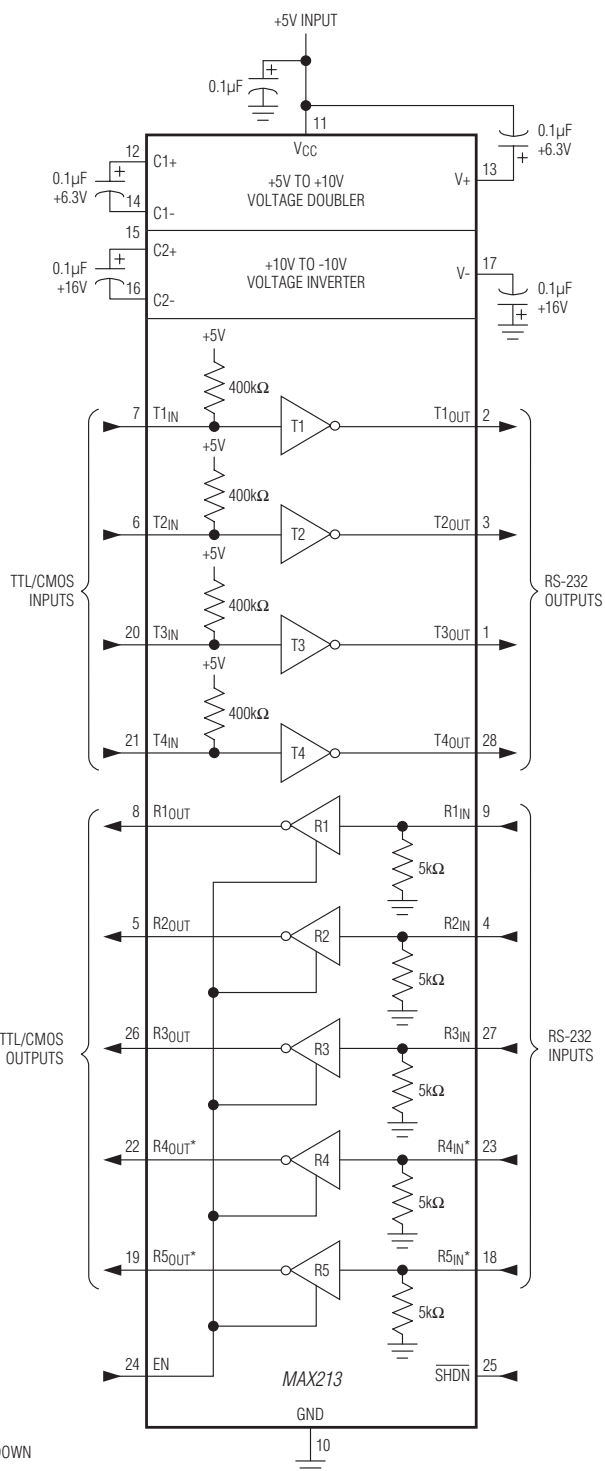 +5V INPUT
0.1µF
+
11
VCC
0.1µF
+6.3V
+
12
C1+
0.1µF
+6.3V
+
14
C1-
+5V TO +10V
VOLTAGE DOUBLER
V+
13
15
C2+
0.1µF
+16V
+
16
C2-
+10V TO -10V
VOLTAGE INVERTER
V-
17
0.1µF
+16V
+
+5V
400kΩ
7
T1IN
T1
T1OUT
2
+5V
400kΩ
6
T2IN
T2
T2OUT
3
TTL/CMOS
INPUTS
RS-232
OUTPUTS
+5V
400kΩ
20
T3IN
T3
T3OUT
1
+5V
400kΩ
21
T4IN
T4
T4OUT
28
8
R1OUT
R1
R1IN
9
5kΩ
5
R2OUT
R2
R2IN
4
5kΩ
TTL/CMOS
OUTPUTS
26
R3OUT
R3
R3IN
27
RS-232
INPUTS
5kΩ
22
R4OUT*
R4
R4IN*
23
5kΩ
19
R5OUT*
R5
R5IN*
18
5kΩ
24
EN
MAX213
SHDN
25
GND
10